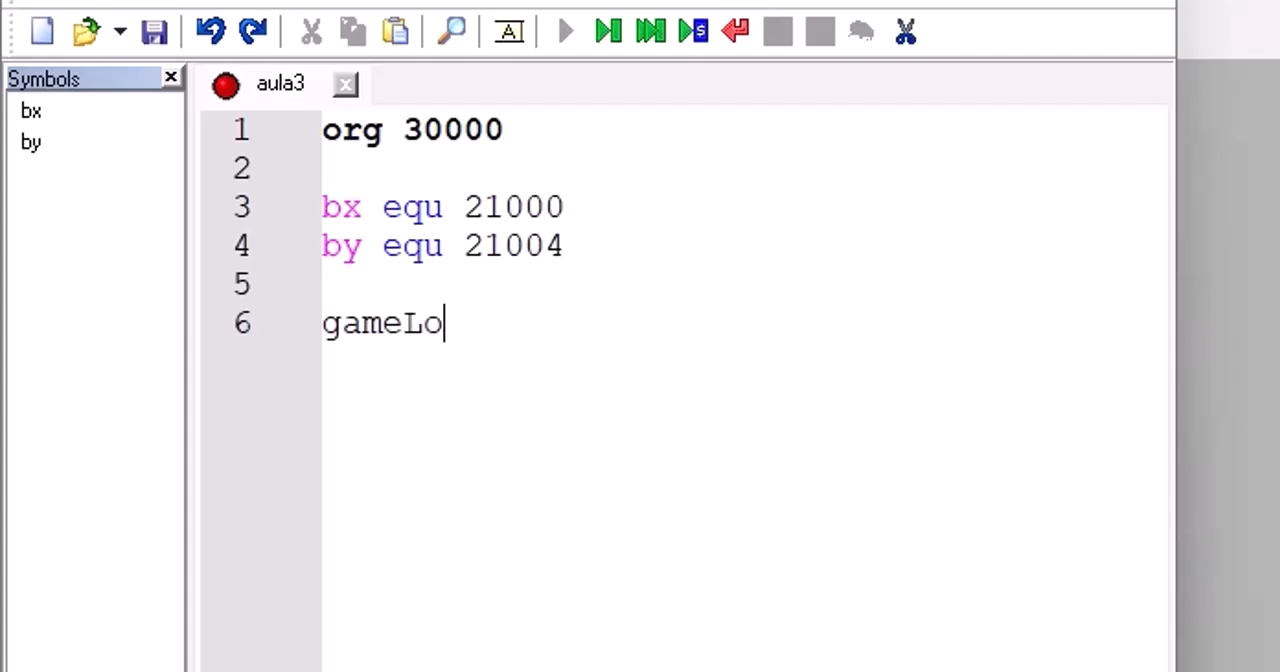 Symbols
bx
by
aula3
1 org 30000
2
3 bx equ 21000
4 by equ 21004
5
6 gameLo